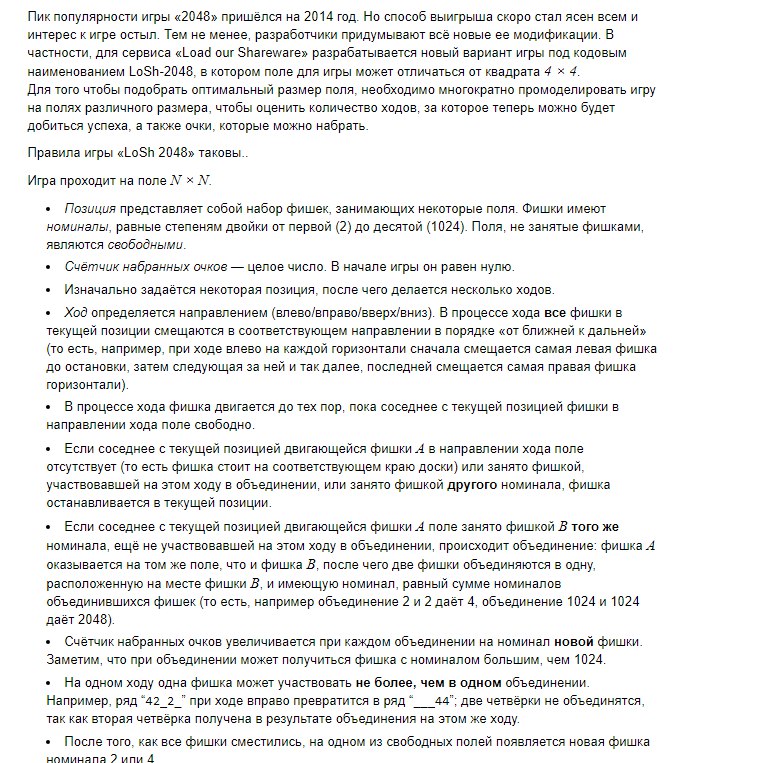 Пик популярности игры «2048» пришёлся на 2014 год. Но способ выигрыша скоро стал ясен всем и
интерес к игре остыл. Тем не менее, разработчики придумывают всё новые ее модификации. В
частности, для сервиса «Load our Shareware» разрабатывается новый вариант игры под кодовым
наименованием LoSh-2048, в котором поле для игры может отличаться от квадрата 4 × 4.
Для того чтобы подобрать оптимальный размер поля, необходимо многократно промоделировать игру
на полях различного размера, чтобы оценить количество ходов, за которое теперь можно будет
добиться успеха, а также очки, которые можно набрать.
Правила игры «LoSh 2048» таковы..
Игра проходит на поле N × N.
• Позиция представляет собой набор фишек, занимающих некоторые поля. Фишки имеют
номиналы, равные степеням двойки от первой (2) до десятой (1024). Поля, не занятые фишками,
являются свободными.
• Счётчик набранных очков — целое число. В начале игры он равен нулю.
• Изначально задаётся некоторая позиция, после чего делается несколько ходов.
• Ход определяется направлением (влево/вправо/вверх/вниз). В процессе хода все фишки в
текущей позиции смещаются в соответствующем направлении в порядке «от ближней к дальней»
(то есть, например, при ходе влево на каждой горизонтали сначала смещается самая левая фишка
до остановки, затем следующая за ней и так далее, последней смещается самая правая фишка
горизонтали).
• В процессе хода фишка двигается до тех пор, пока соседнее с текущей позицией фишки в
направлении хода поле свободно.
• Если соседнее с текущей позицией двигающейся фишки A в направлении хода поле
отсутствует (то есть фишка стоит на соответствующем краю доски) или занято фишкой,
участвовавшей на этом ходу в объединении, или занято фишкой другого номинала, фишка
останавливается в текущей позиции.
• Если соседнее с текущей позицией двигающейся фишки A поле занято фишкой B того же
номинала, ещё не участвовавшей на этом ходу в объединении, происходит объединение: фишка A
оказывается на том же поле, что и фишка B, после чего две фишки объединяются в одну,
расположенную на месте фишки B, и имеющую номинал, равный сумме номиналов
объединившихся фишек (то есть, например объединение 2 и 2 даёт 4, объединение 1024 и 1024
даёт 2048).
• Счётчик набранных очков увеличивается при каждом объединении на номинал новой фишки.
Заметим, что при объединении может получиться фишка с номиналом большим, чем 1024.
• На одном ходу одна фишка может участвовать не более, чем в одном объединении.
Например, ряд “42_2_” при ходе вправо превратится в ряд “___44”; две четвёрки не объединятся,
так как вторая четвёрка получена в результате объединения на этом же ходу.
• После того, как все фишки сместились, на одном из свободных полей появляется новая фишка
номинала 2 или 4